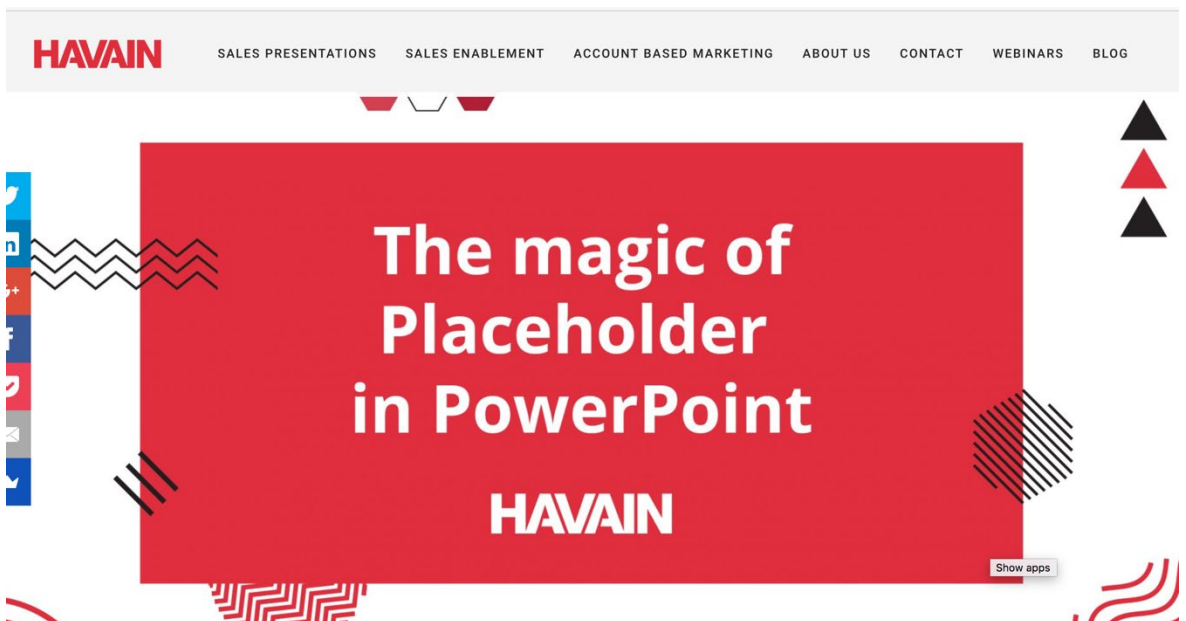 HAVAIN
SALES PRESENTATIONS SALES ENABLEMENT ACCOUNT BASED MARKETING ABOUT US CONTACT WEBINARS BLOG
The magic of
Placeholder
in PowerPoint
HAVAIN
Show apps